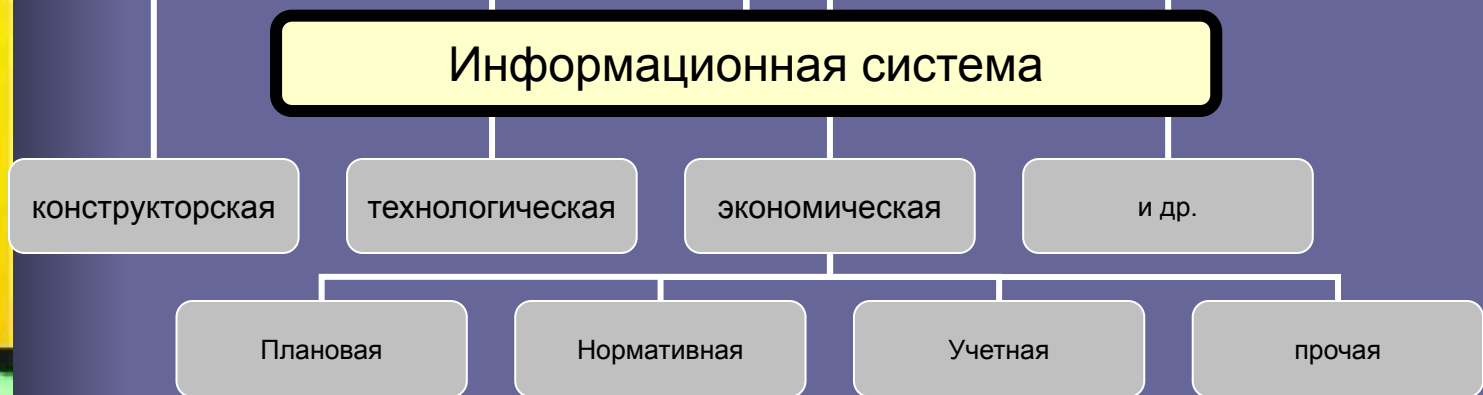 Информационная система
конструкторская
технологическая
экономическая
и др.
Плановая
Нормативная
Учетная
прочая